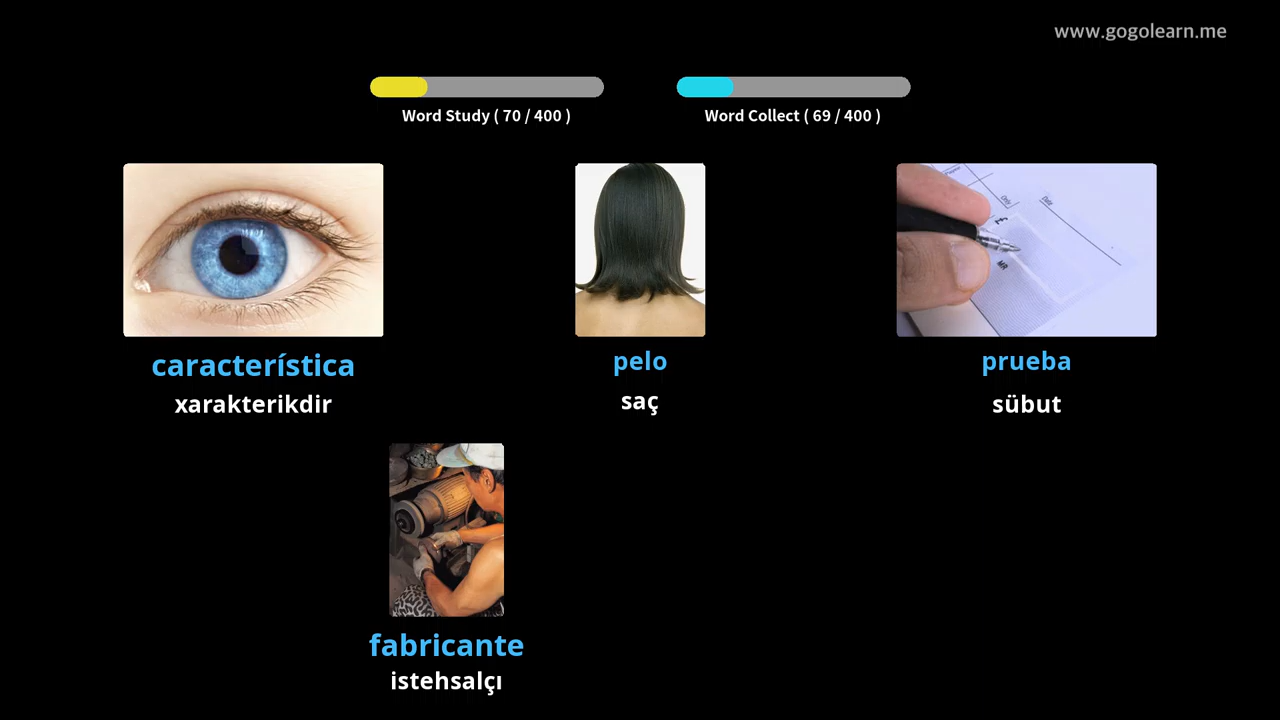 www.gogolearn.me
Word Study ( 70 / 400 )
Word Collect ( 69 / 400 )
característica
xarakterikdir
pelo
saç
prueba
sübut
fabricante
istehsalçı